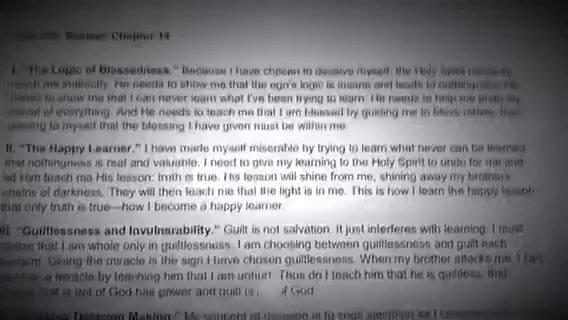 Chapter 14
I. "The Logic of Blessedness." Because I have chosen to deceive myself, the Holy Spirit
teach me indirectly. He needs to show me that the ego's logic is insane and leads to nothingness. He
to show me that I can never learn what I've been trying to learn. He needs to help me
of everything. And He needs to teach me that I am blessed by guiding me to bless others, thus
to myself that the blessing I have given must be within me.
II. "The Happy Learner." I have made myself miserable by trying to learn what never can be learned
that nothingness is real and valuable. I need to give my learning to the Holy Spirit to undo for me and
let Him teach me His lesson: truth is true. His lesson will shine from me, shining away my brothers'
chains of darkness. They will then teach me that the light is in me. This is how I learn the happy lesson
that only truth is true—how I become a happy learner.
III. "Guiltlessness and Invulnerability." Guilt is not salvation. It just interferes with learning. I must
realize that I am whole only in guiltlessness. I am choosing between guiltlessness and guilt each
moment. Giving the miracle is the sign I have chosen guiltlessness. When my brother attacks me, I can
a miracle by teaching him that I am unhurt. Thus do I teach him that he is guiltless, that
that is not of God has power and guilt is of God.
Decision Making." My concept of decision is to